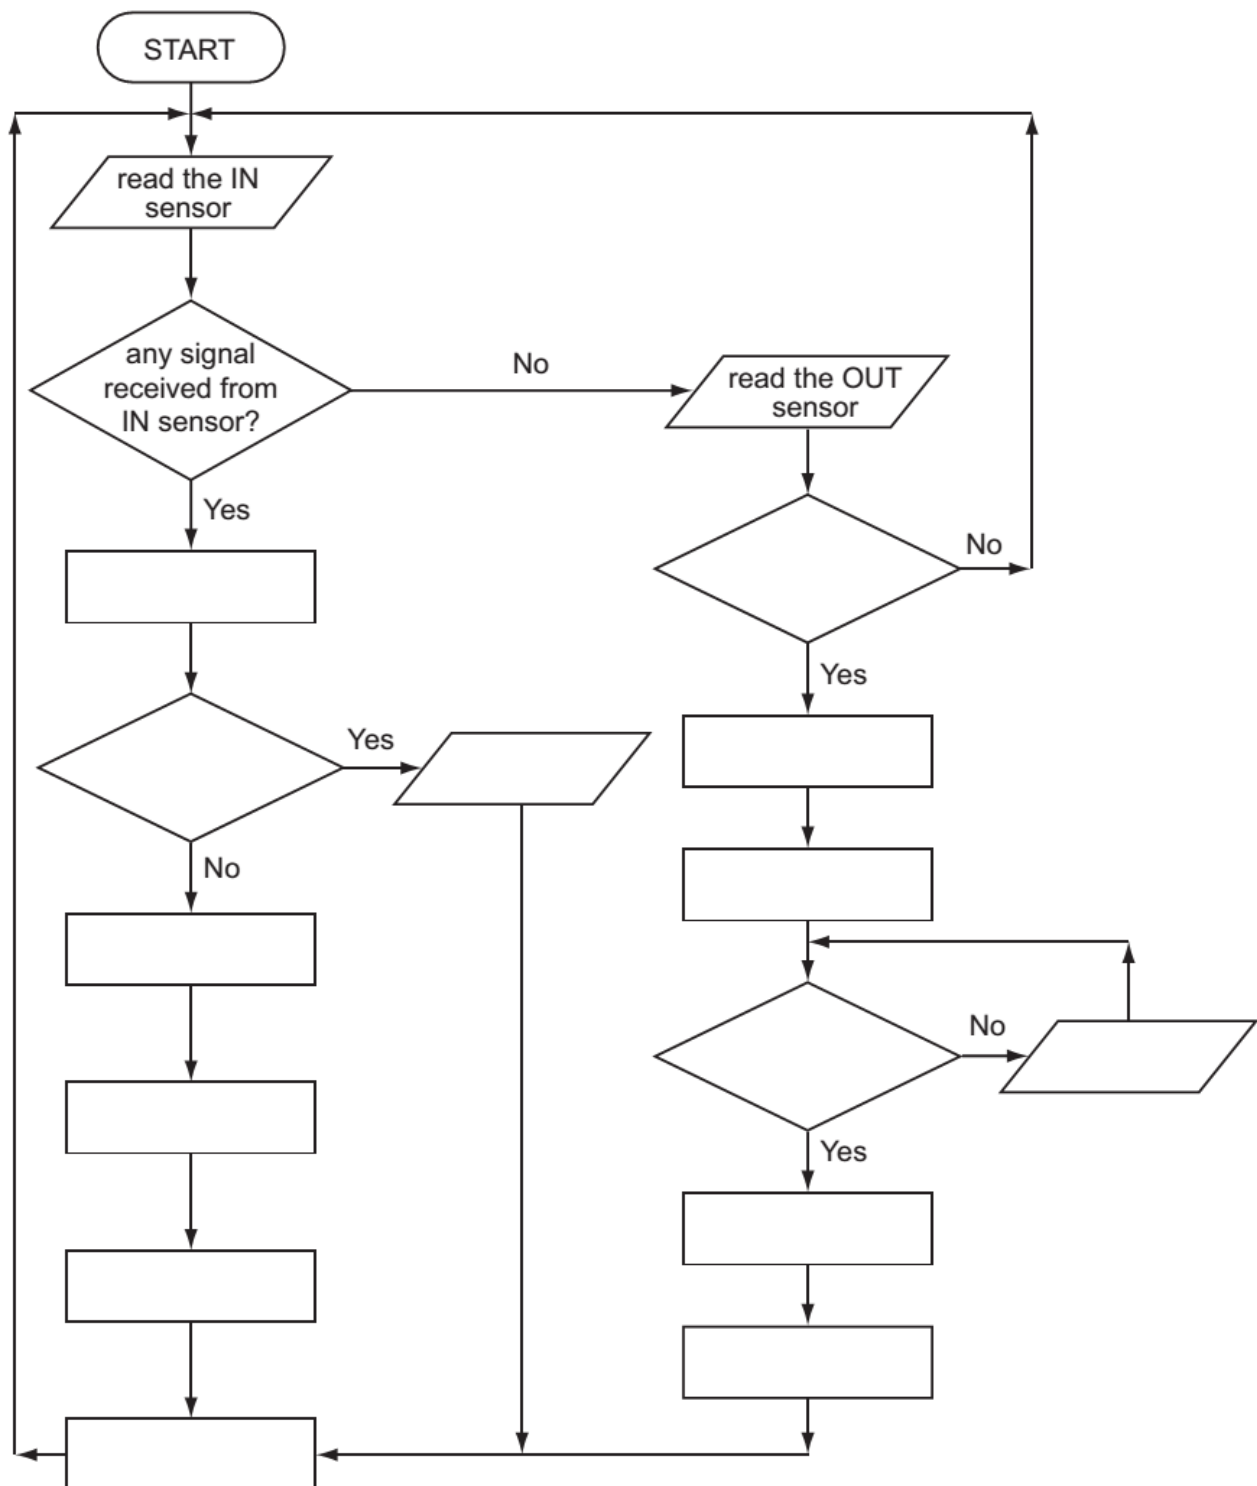 START
read the IN
sensor
any signal
received from
IN sensor?
No
read the OUT
sensor
Yes
No
Yes
Yes
No
No
Yes